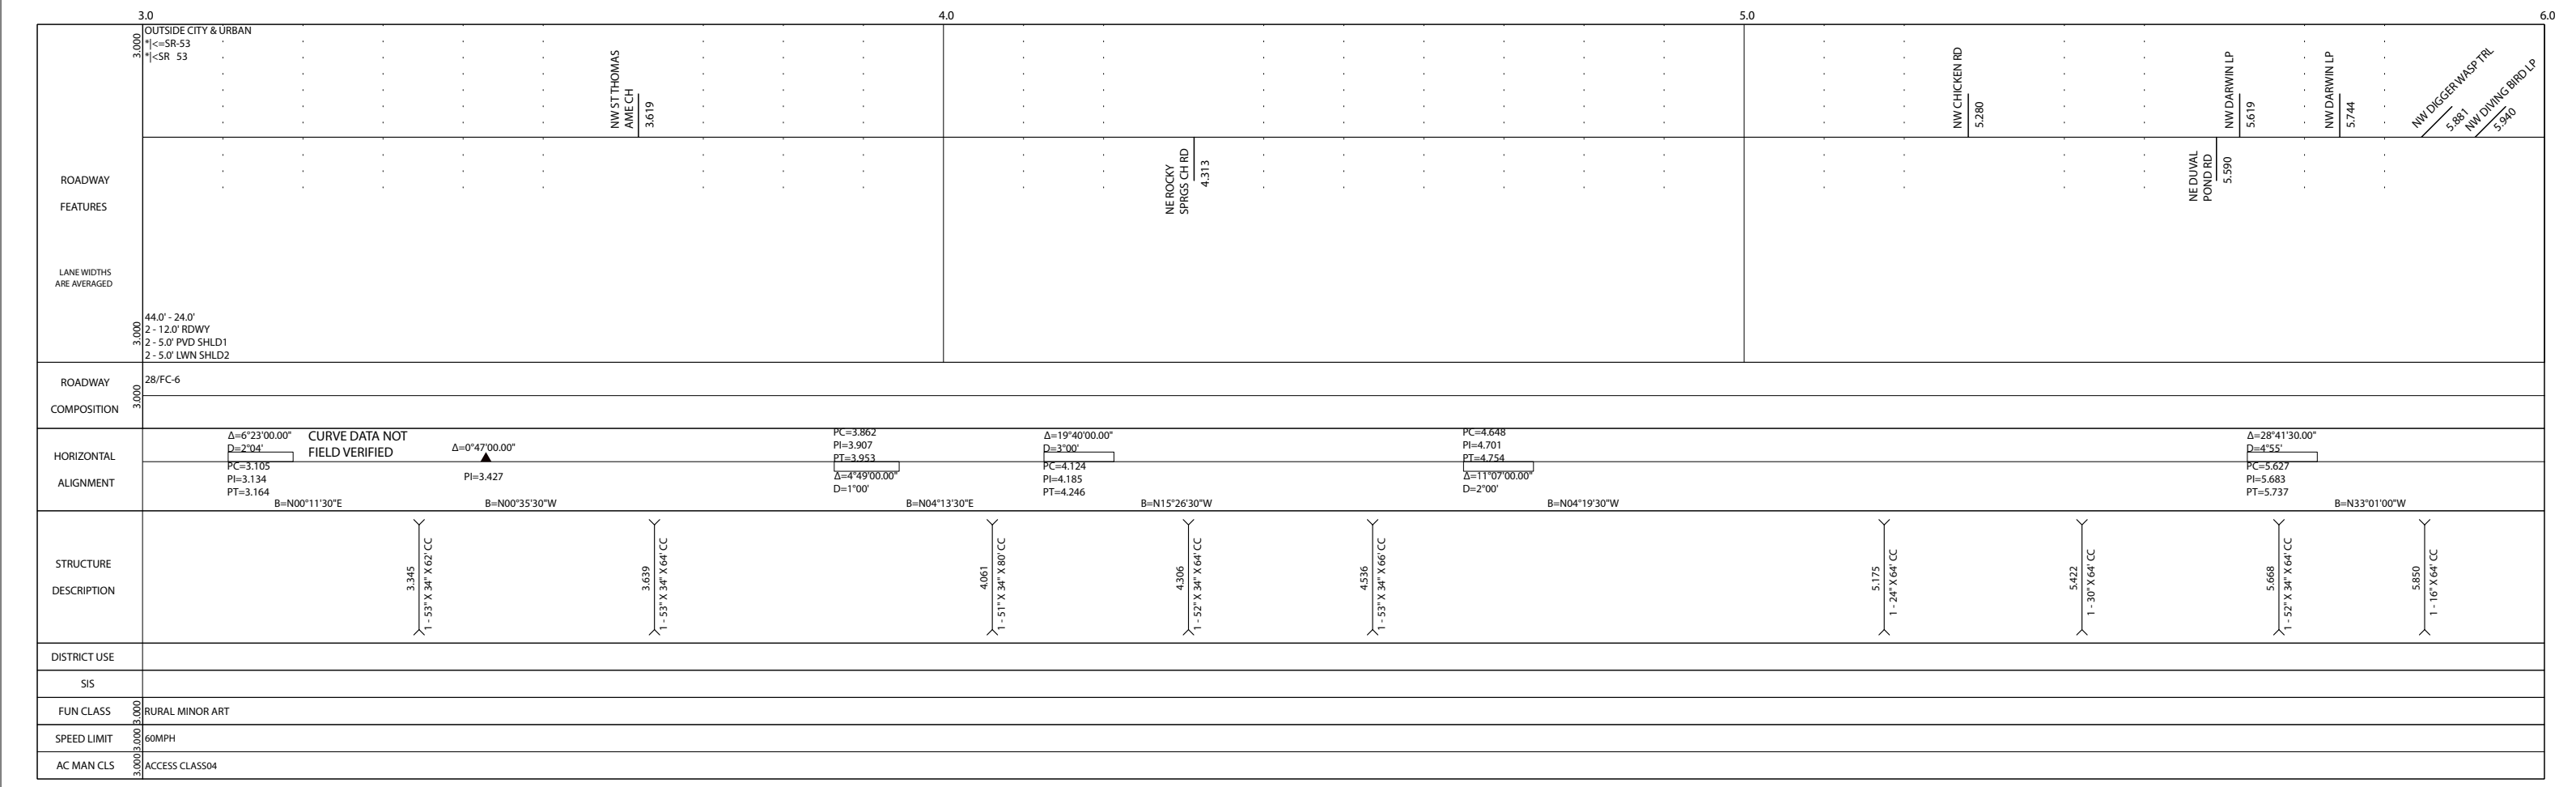 3.0
4.0
5.0
6.0
3.000
OUTSIDE CITY & URBAN
*|<=SR-53
*|<SR 53
NW ST THOMAS
AME CH
3.619
NE ROCKY
SPRGS CH RD
4.313
NW CHICKEN RD
5.280
NE DUVAL
POND RD
5.590
NW DARWIN LP
5.619
NW DARWIN LP
5.744
NW DIGGER WASP TRL
5.881
NW DIVING BIRD LP
5.940
ROADWAY
FEATURES
LANE WIDTHS
ARE AVERAGED
3.000
44.0' - 24.0'
2 - 12.0' RDWY
2 - 5.0' PVD SHLD1
2 - 5.0' LWN SHLD2
ROADWAY
COMPOSITION
3.000
28/FC-6
HORIZONTAL
ALIGNMENT
Δ=6°23'00.00"
D=2°04'
PC=3.105
PI=3.134
PT=3.164
CURVE DATA NOT
FIELD VERIFIED
B=N00°11'30"E
Δ=0°47'00.00"
PI=3.427
B=N00°35'30"W
PC=3.862
PI=3.907
PT=3.953
Δ=4°49'00.00"
D=1°00'
B=N04°13'30"E
Δ=19°40'00.00"
D=3°00'
PC=4.124
PI=4.185
PT=4.246
B=N15°26'30"W
PC=4.648
PI=4.701
PT=4.754
Δ=11°07'00.00"
D=2°00'
B=N04°19'30"W
Δ=28°41'30.00"
D=4°55'
PC=5.627
PI=5.683
PT=5.737
B=N33°01'00"W
STRUCTURE
DESCRIPTION
3.345
1 - 53" X 34" X 62' CC
3.639
1 - 53" X 34" X 64' CC
4.061
1 - 51" X 34" X 80' CC
4.306
1 - 52" X 34" X 64' CC
4.536
1 - 53" X 34" X 66' CC
5.175
1 - 24" X 64' CC
5.422
1 - 30" X 64' CC
5.668
1 - 52" X 34" X 64' CC
5.850
1 - 16" X 64' CC
DISTRICT USE
SIS
FUN CLASS
3.000
RURAL MINOR ART
SPEED LIMIT
3.000
60MPH
AC MAN CLS
3.000
ACCESS CLASS04